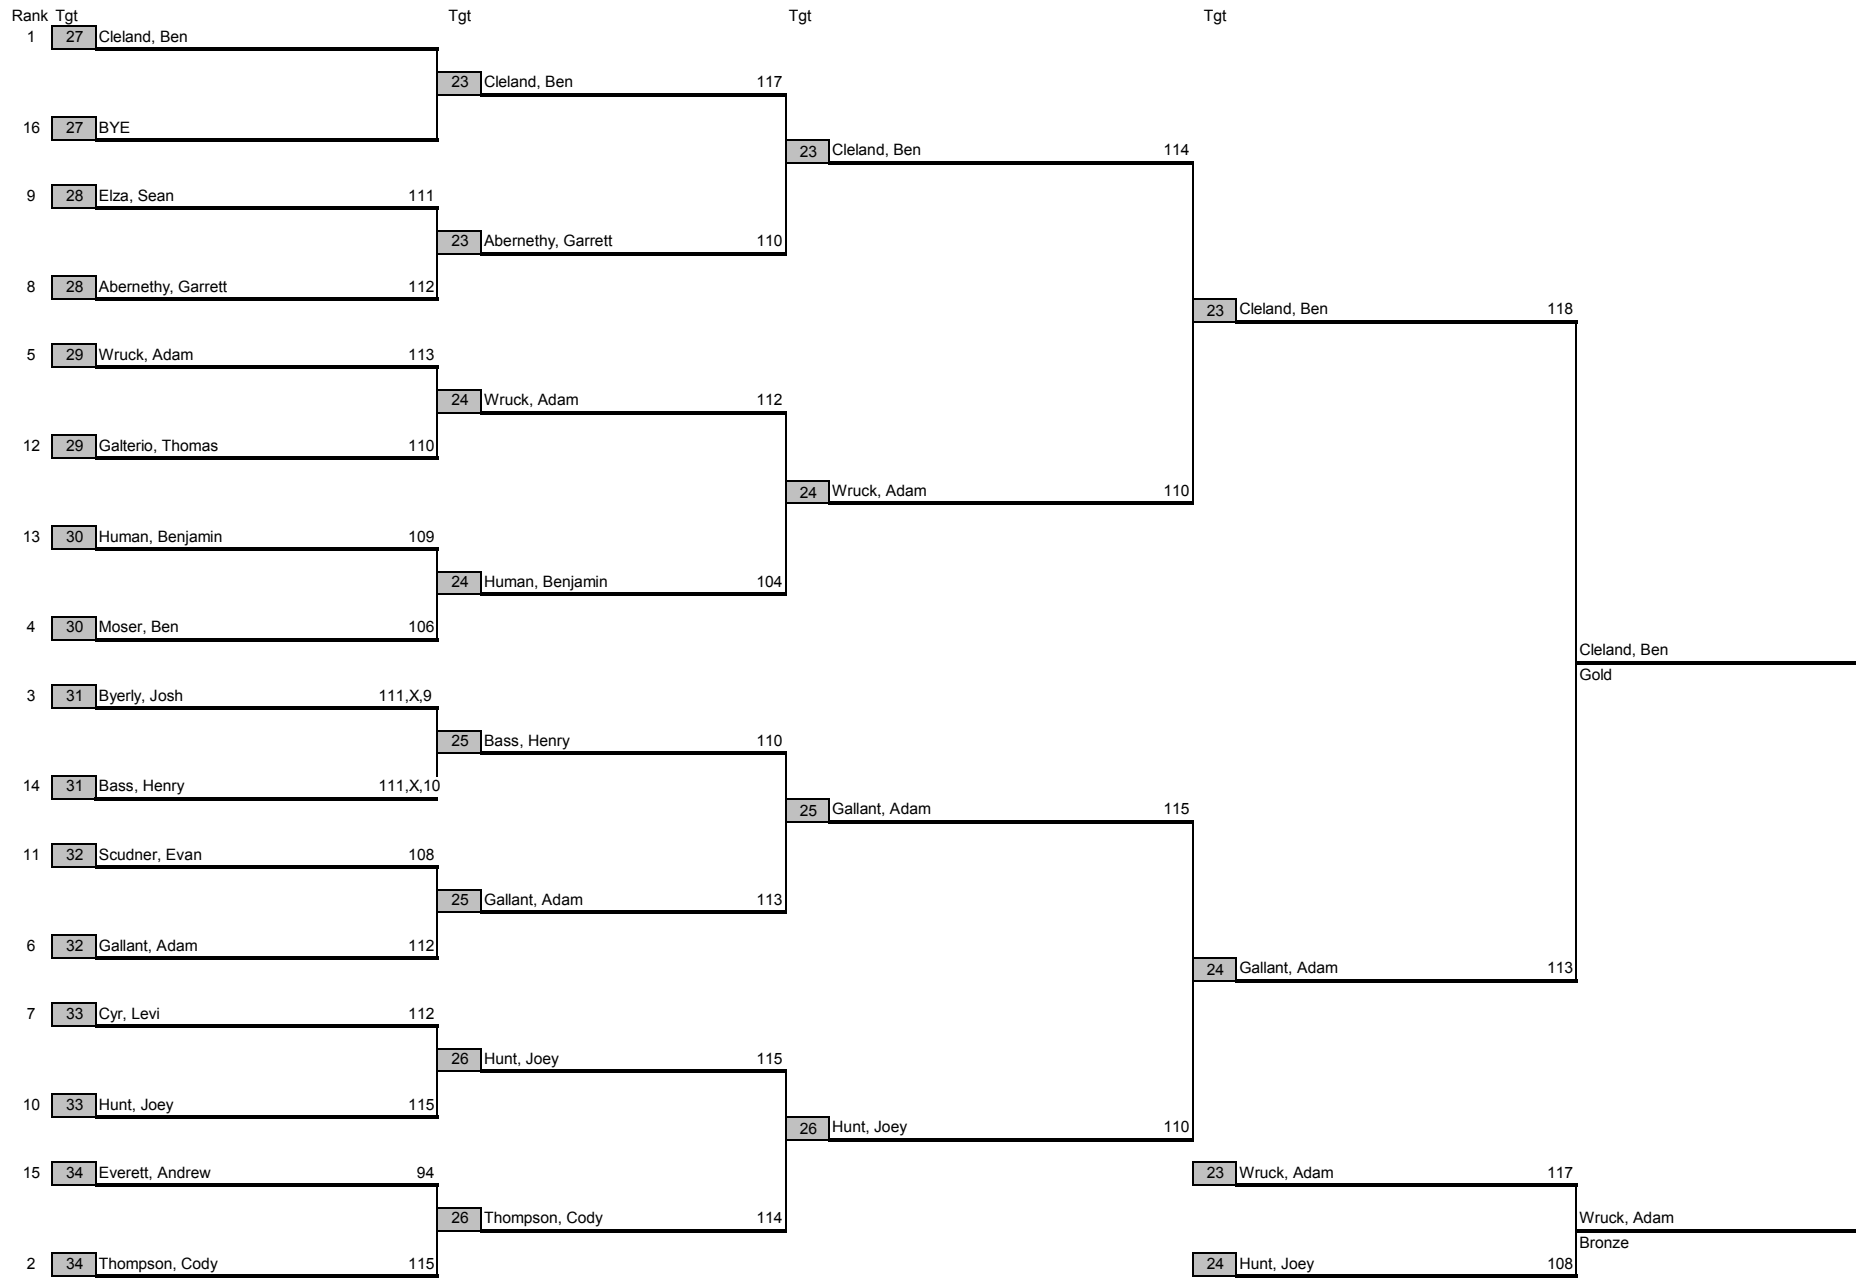 Rank Tgt Tgt Tgt Tgt
1 27 Cleland, Ben
23 Cleland, Ben 117
16 27 BYE
23 Cleland, Ben 114
9 28 Elza, Sean 111
23 Abernethy, Garrett 110
8 28 Abernethy, Garrett 112
23 Cleland, Ben 118
5 29 Wruck, Adam 113
24 Wruck, Adam 112
12 29 Galterio, Thomas 110
24 Wruck, Adam 110
13 30 Human, Benjamin 109
24 Human, Benjamin 104
4 30 Moser, Ben 106
Cleland, Ben
Gold
3 31 Byerly, Josh 111,X,9
25 Bass, Henry 110
14 31 Bass, Henry 111,X,10
25 Gallant, Adam 115
11 32 Scudner, Evan 108
25 Gallant, Adam 113
6 32 Gallant, Adam 112
24 Gallant, Adam 113
7 33 Cyr, Levi 112
26 Hunt, Joey 115
10 33 Hunt, Joey 115
26 Hunt, Joey 110
15 34 Everett, Andrew 94
23 Wruck, Adam 117
26 Thompson, Cody 114
Wruck, Adam
Bronze
2 34 Thompson, Cody 115
24 Hunt, Joey 108